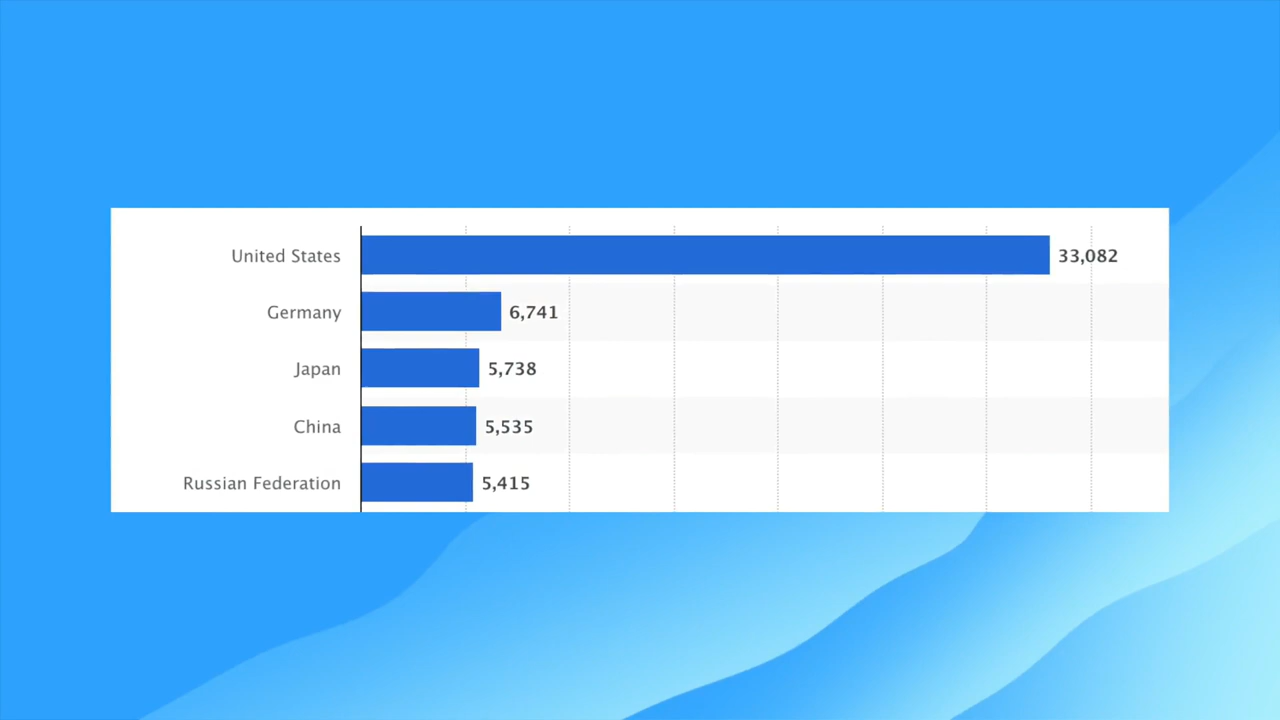 United States 33,082
Germany 6,741
Japan 5,738
China 5,535
Russian Federation 5,415